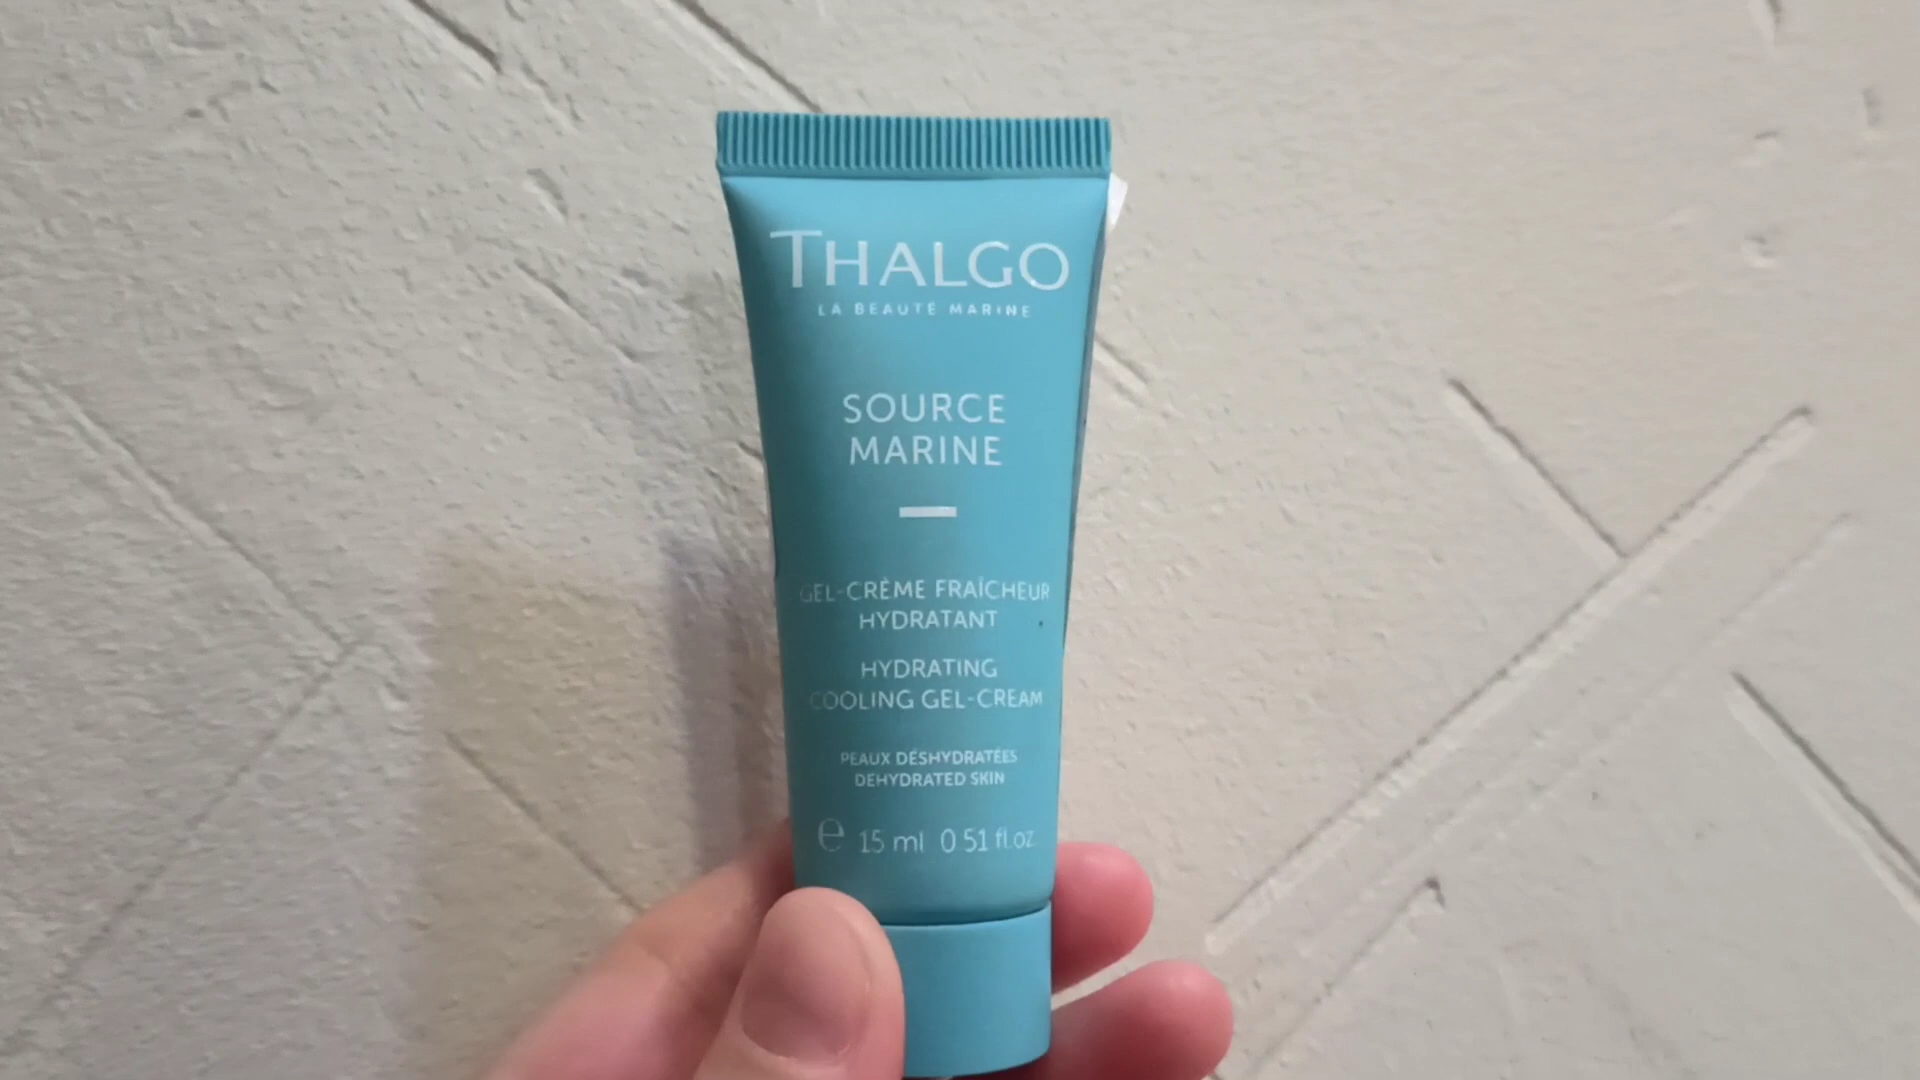 THALGO
LA BEAUTÉ MARINE
SOURCE
MARINE
GEL-CRÈME FRAÎCHEUR
HYDRATANT
HYDRATING
COOLING GEL-CREAM
PEAUX DÉSHYDRATÉES
DEHYDRATED SKIN
e 15 ml 0 51 fl.oz.